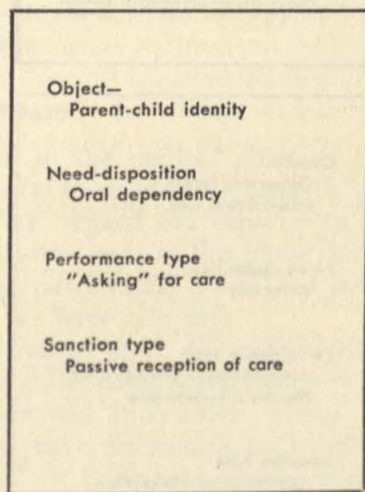 Object—
Parent-child identity
Need-disposition
Oral dependency
Performance type
"Asking" for care
Sanction type
Passive reception of care